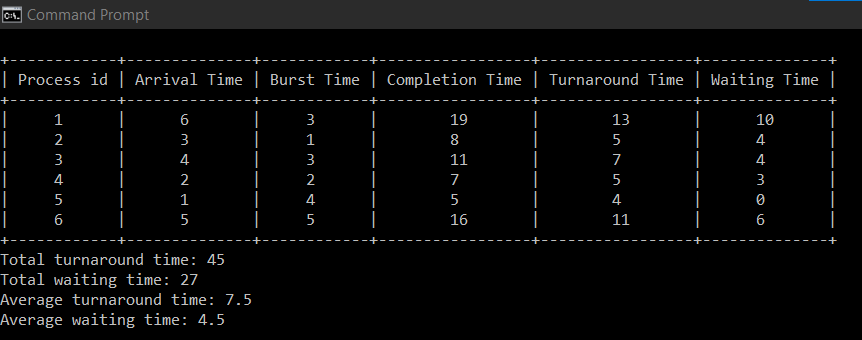 Command Prompt
+------------+--------------+------------+-----------------+-----------------+--------------+
| Process id | Arrival Time | Burst Time | Completion Time | Turnaround Time | Waiting Time |
+------------+--------------+------------+-----------------+-----------------+--------------+
|     1      |      6       |     3      |        19       |       13        |      10      |
|     2      |      3       |     1      |        8        |       5         |      4       |
|     3      |      4       |     3      |        11       |       7         |      4       |
|     4      |      2       |     2      |        7        |       5         |      3       |
|     5      |      1       |     4      |        5        |       4         |      0       |
|     6      |      5       |     5      |        16       |       11        |      6       |
+------------+--------------+------------+-----------------+-----------------+--------------+
Total turnaround time: 45
Total waiting time: 27
Average turnaround time: 7.5
Average waiting time: 4.5